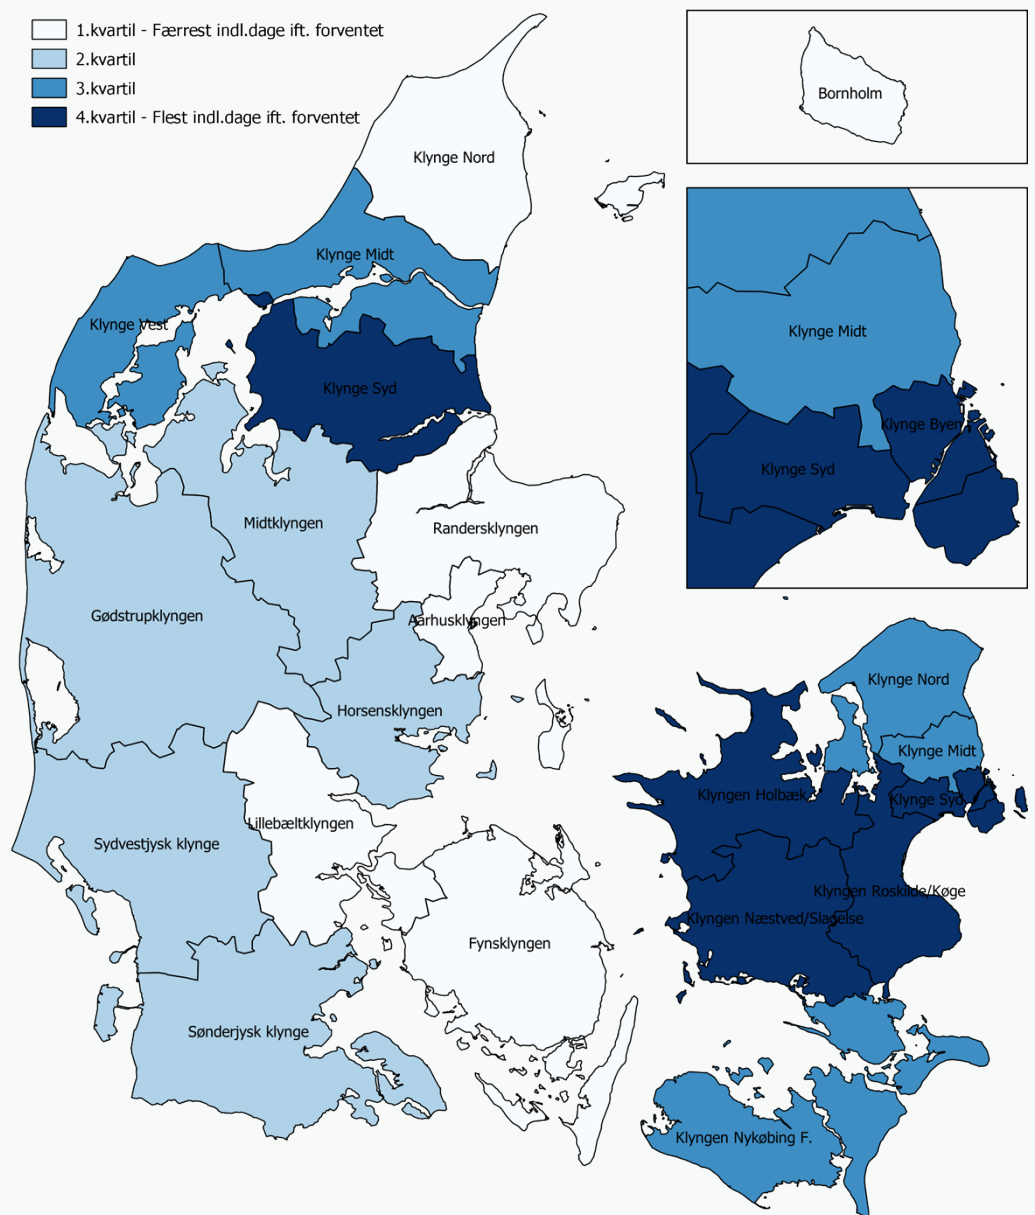 1.kvartil - Færrest indl.dage ift. forventet
2.kvartil
3.kvartil
4.kvartil - Flest indl.dage ift. forventet
Bornholm
Klynge Nord
Klynge Midt
Klynge Vest
Klynge Midt
Klynge Syd
Klynge Byen
Klynge Syd
Midtklyngen
Randersklyngen
Gødstrupklyngen
Aarhusklyngen
Klynge Nord
Horsensklyngen
Klynge Midt
Klyngen Holbæk
Klynge Syd
Lillebæltklyngen
Sydvestjysk klynge
Klyngen Roskilde/Køge
Klyngen Næstved/Slagelse
Fynsklyngen
Sønderjysk klynge
Klyngen Nykøbing F.